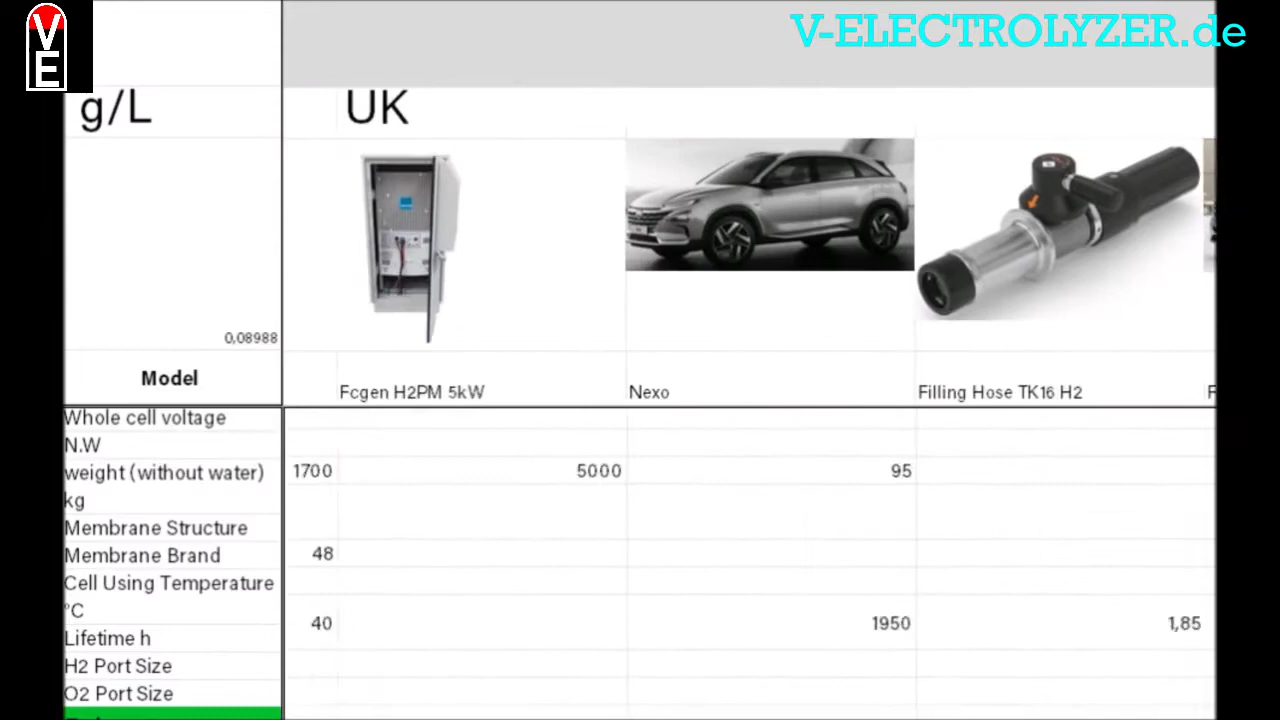 V
E
V-ELECTROLYZER.de
g/L
UK
0,08988
Model
Fcgen H2PM 5kW
Nexo
Filling Hose TK16 H2
F
Whole cell voltage
N.W
weight (without water)
1700
5000
95
kg
Membrane Structure
Membrane Brand
48
Cell Using Temperature
°C
40
1950
1,85
Lifetime h
H2 Port Size
O2 Port Size